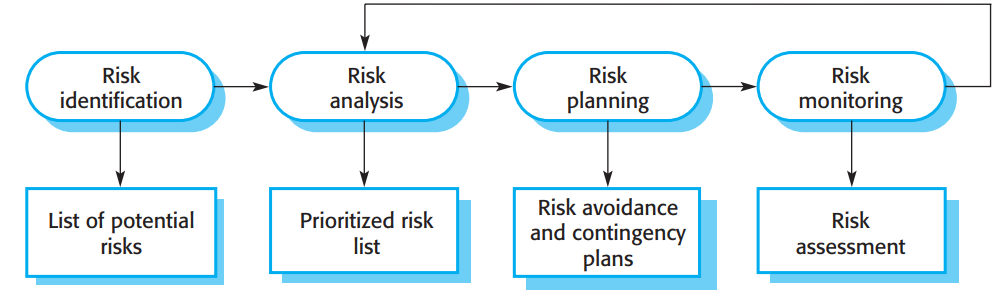 Risk
identification
Risk
analysis
Risk
planning
Risk
monitoring
List of potential
risks
Prioritized risk
list
Risk avoidance
and contingency
plans
Risk
assessment